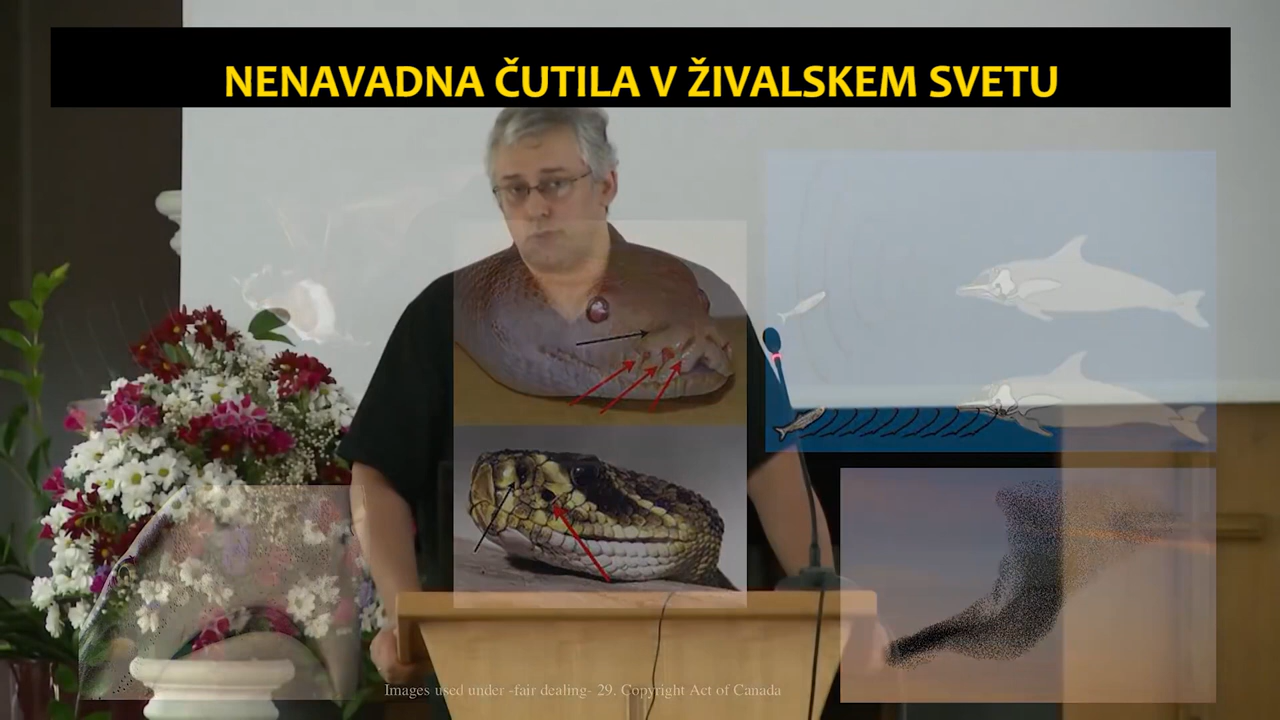 NENAVADNA ČUTILA V ŽIVALSKEM SVETU
Images used under -fair dealing- 29. Copyright Act of Canada